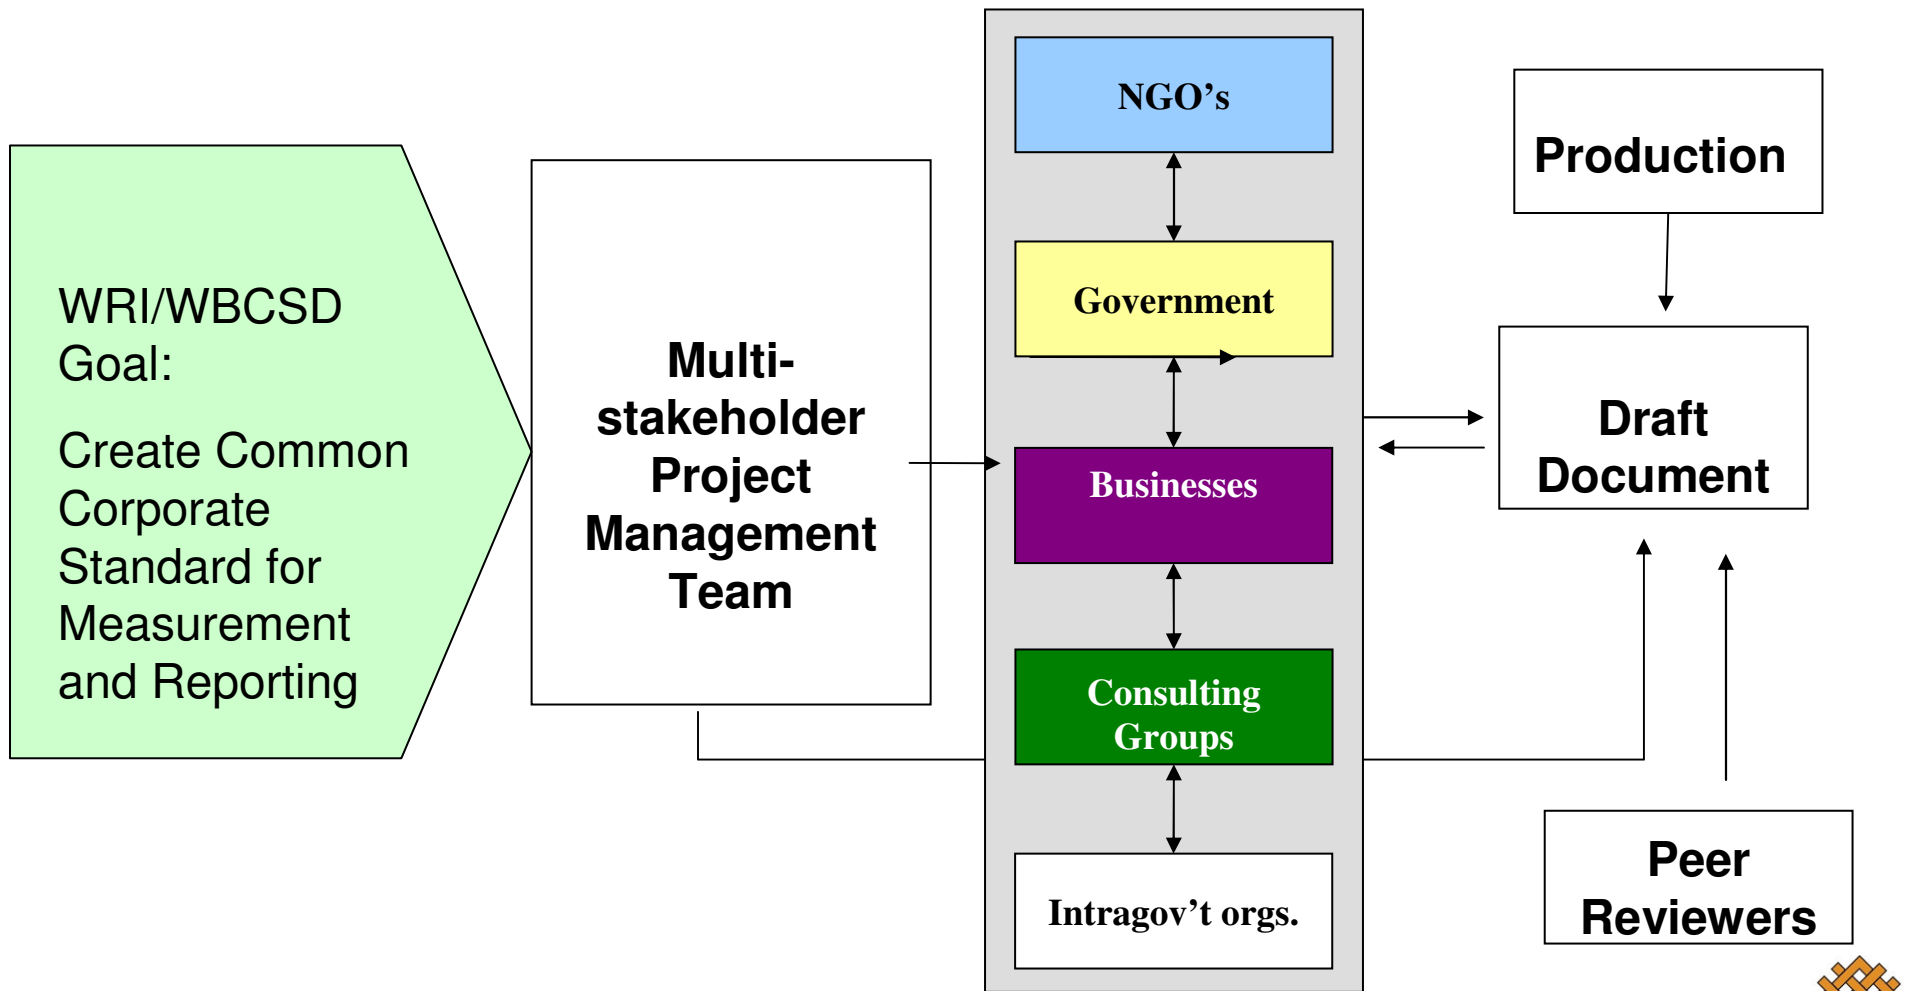 WRI/WBCSD
Goal:
Create Common
Corporate
Standard for
Measurement
and Reporting
Multi-
stakeholder
Project
Management
Team
NGO’s
Government
Businesses
Consulting
Groups
Intragov’t orgs.
Production
Draft
Document
Peer
Reviewers